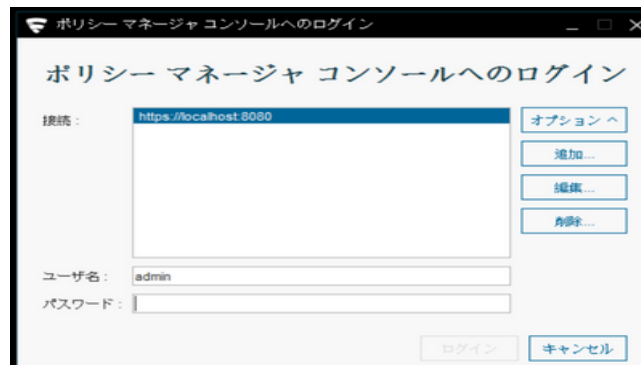 ポリシー マネージャ コンソールへのログイン
ポリシー マネージャ コンソールへのログイン
接続 :
https://localhost:8080
オプション ヘ
追加...
編集...
削除...
ユーザ名 :
admin
パスワード :
ログイン
キャンセル